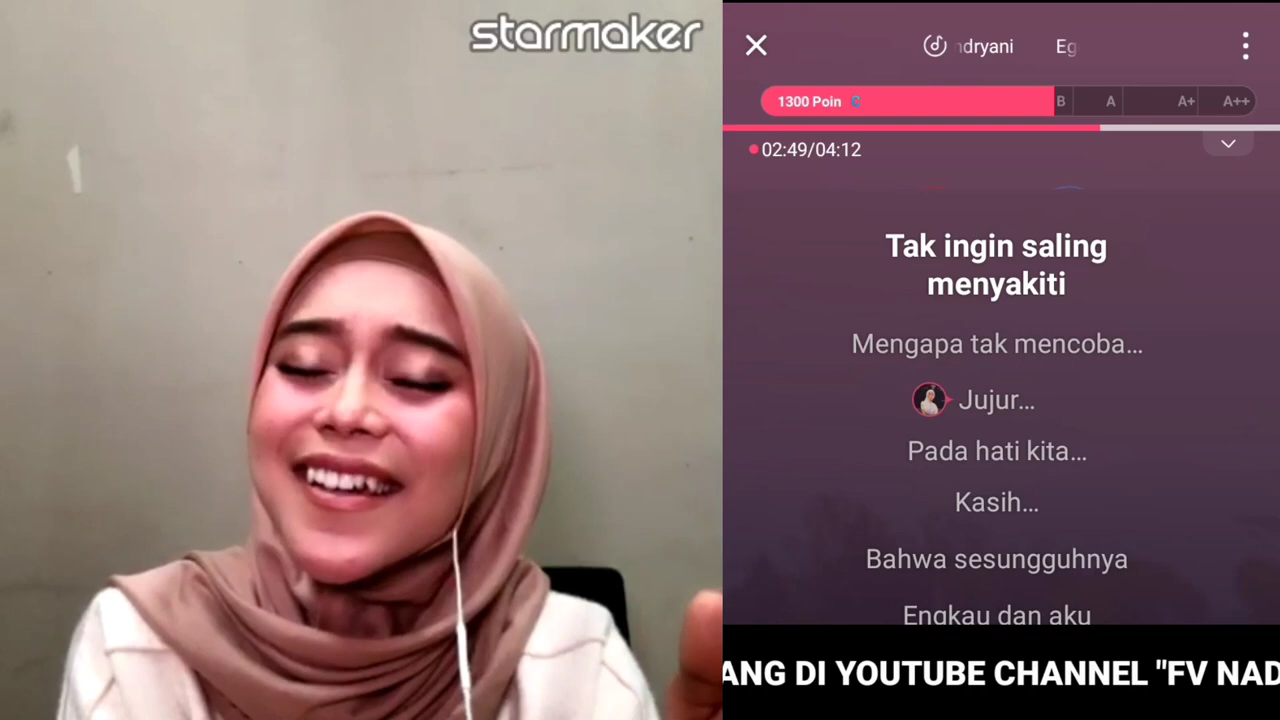 starmaker
ndryani Eg
1300 Poin C B A A+ A++
02:49/04:12
Tak ingin saling
menyakiti
Mengapa tak mencoba...
Jujur...
Pada hati kita...
Kasih...
Bahwa sesungguhnya
Engkau dan aku
ANG DI YOUTUBE CHANNEL "FV NAD